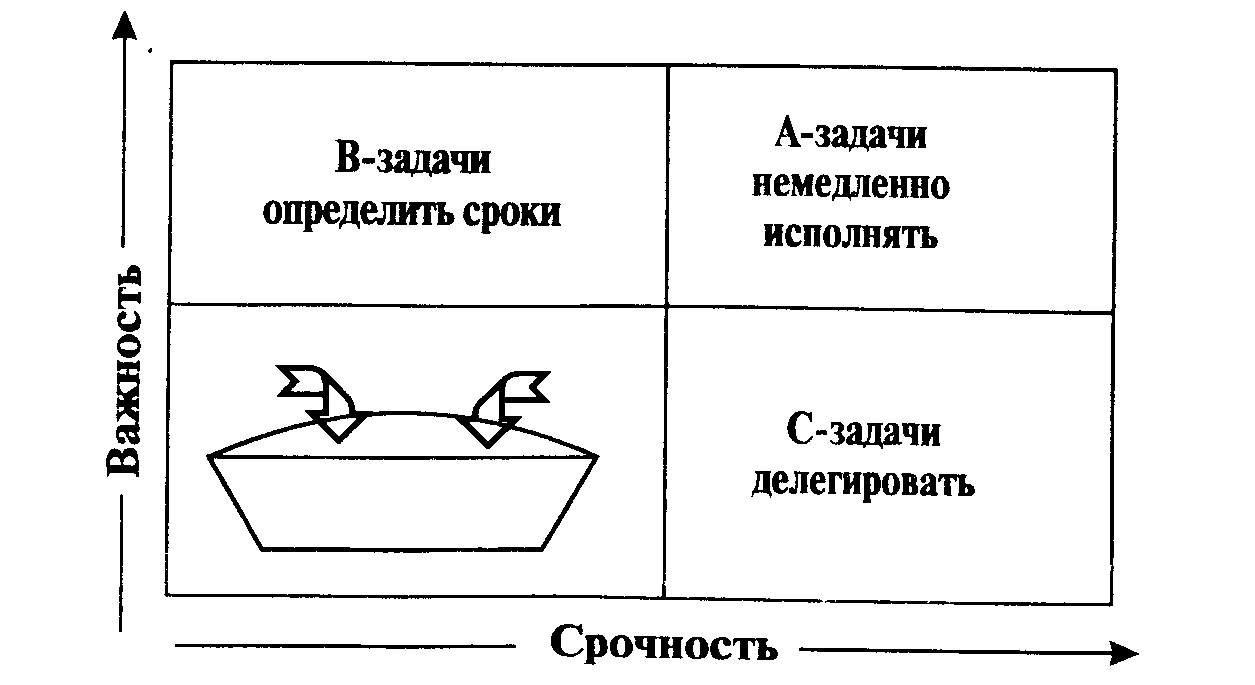 В-задачи
определить сроки
А-задачи
немедленно
исполнять
Важность
С-задачи
делегировать
Срочность